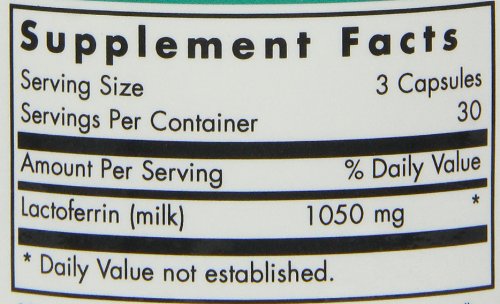 Supplement Facts
Serving Size 3 Capsules
Servings Per Container 30
Amount Per Serving % Daily Value
Lactoferrin (milk) 1050 mg *
* Daily Value not established.